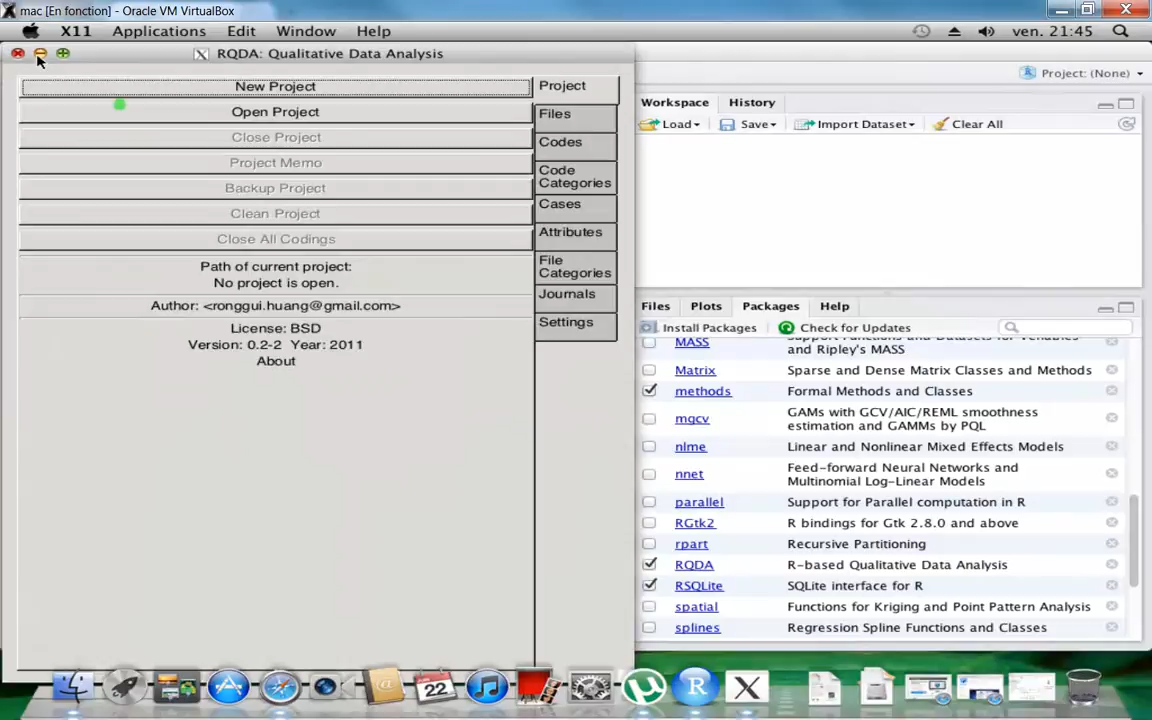 mac [En fonction] - Oracle VM VirtualBox
X11 Applications Edit Window Help ven. 21:45
X RQDA: Qualitative Data Analysis
Project: (None)
New Project
Open Project
Close Project
Project Memo
Backup Project
Clean Project
Close All Codings
Path of current project:
No project is open.
Author: <ronggui.huang@gmail.com>
License: BSD
Version: 0.2-2 Year: 2011
About
Project
Files
Codes
Code
Categories
Cases
Attributes
File
Categories
Journals
Settings
Workspace History
Load Save Import Dataset Clear All
Files Plots Packages Help
Install Packages Check for Updates
MASS Support Functions and Datasets for Venables
and Ripley's MASS
Matrix Sparse and Dense Matrix Classes and Methods
methods Formal Methods and Classes
mgcv GAMs with GCV/AIC/REML smoothness
estimation and GAMMs by PQL
nlme Linear and Nonlinear Mixed Effects Models
nnet Feed-forward Neural Networks and
Multinomial Log-Linear Models
parallel Support for Parallel computation in R
RGtk2 R bindings for Gtk 2.8.0 and above
rpart Recursive Partitioning
RQDA R-based Qualitative Data Analysis
RSQLite SQLite interface for R
spatial Functions for Kriging and Point Pattern Analysis
splines Regression Spline Functions and Classes
22
R
X